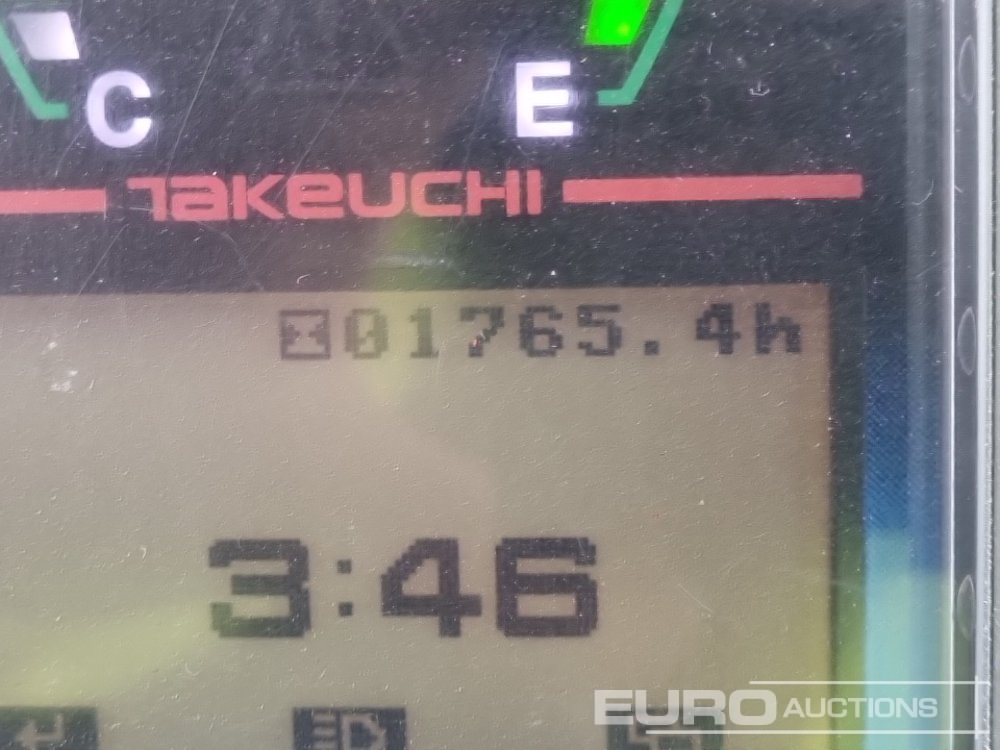 C E
TAKEUCHI
01765.4h
3:46
EURO AUCTIONS